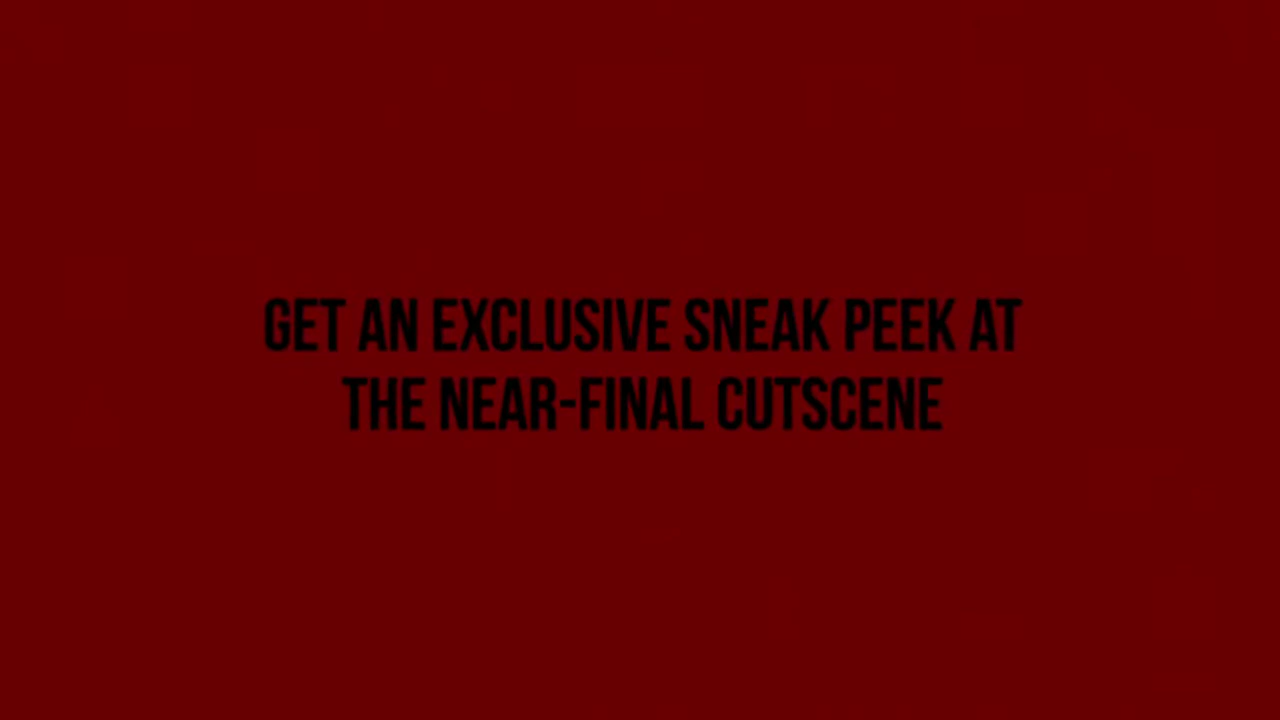 GET AN EXCLUSIVE SNEAK PEEK AT
THE NEAR-FINAL CUTSCENE